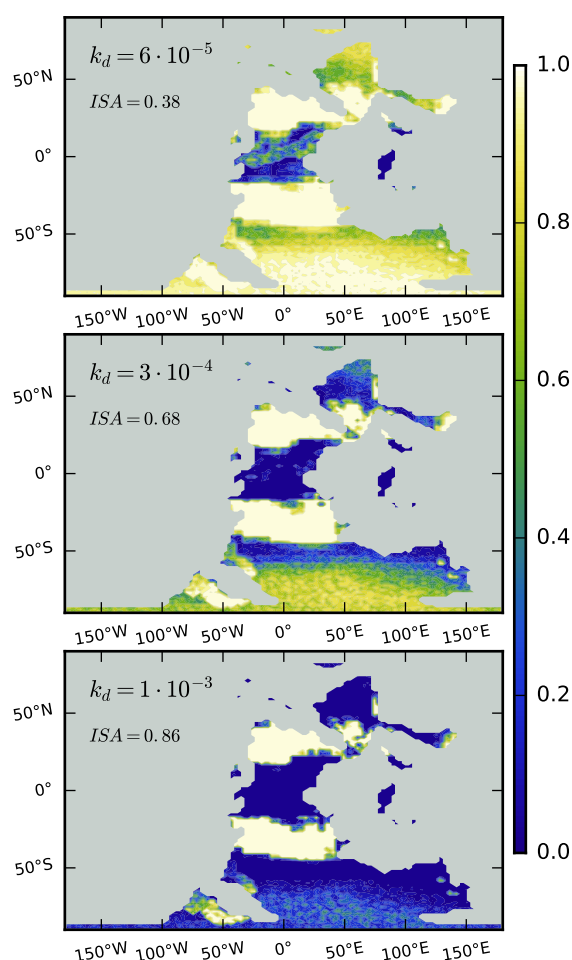 k_d = 6 · 10^-5
ISA = 0.38
50°N
0°
50°S
150°W 100°W 50°W 0° 50°E 100°E 150°E
k_d = 3 · 10^-4
ISA = 0.68
50°N
0°
50°S
150°W 100°W 50°W 0° 50°E 100°E 150°E
k_d = 1 · 10^-3
ISA = 0.86
50°N
0°
50°S
150°W 100°W 50°W 0° 50°E 100°E 150°E
1.0
0.8
0.6
0.4
0.2
0.0